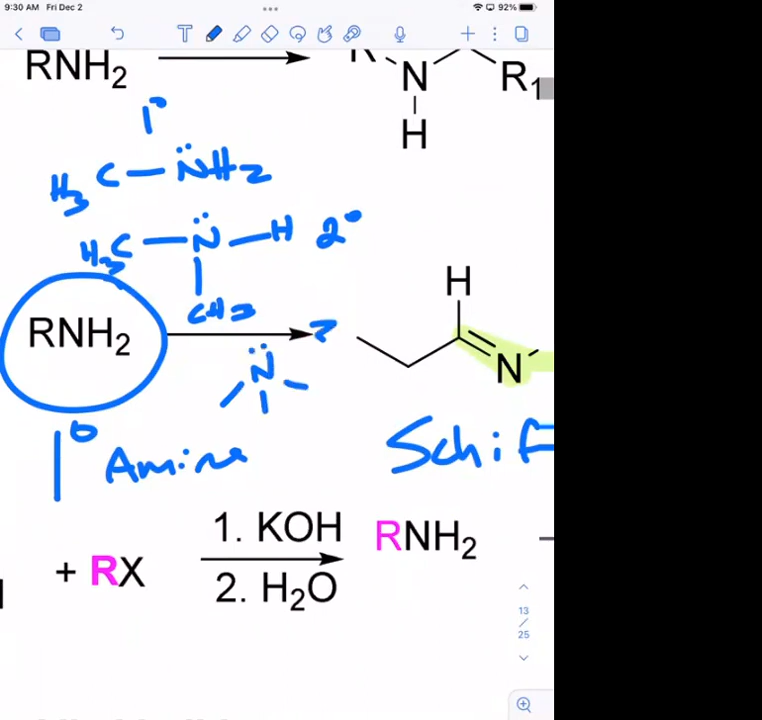 9:30 AM Fri Dec 2
92%
RNH₂
N
R₁
H
1°
H₃C—N̈H₂
H₃C—N̈—H 2°
CH₃
H
RNH₂
N
N̈
1° Amine
Schif
1. KOH
RNH₂
+ RX
2. H₂O
13
/
25